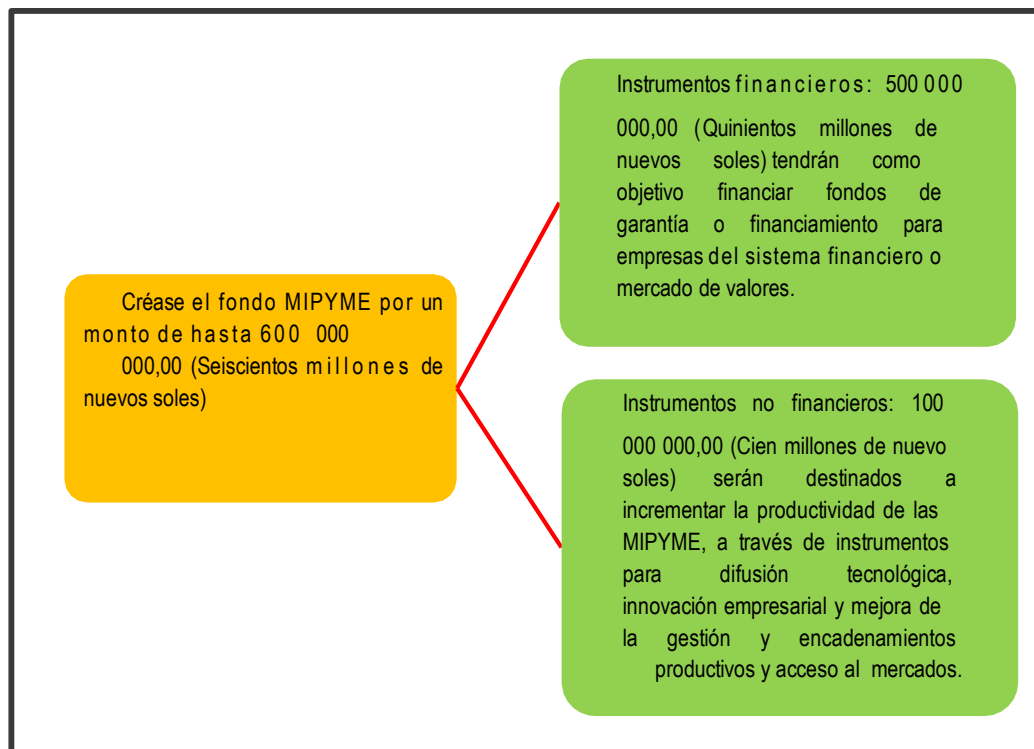 Créase el fondo MIPYME por un
monto de hasta 600 000
000,00 (Seiscientos millones de
nuevos soles)
Instrumentos financieros: 500 000
000,00 (Quinientos millones de
nuevos soles) tendrán como
objetivo financiar fondos de
garantía o financiamiento para
empresas del sistema financiero o
mercado de valores.
Instrumentos no financieros: 100
000 000,00 (Cien millones de nuevo
soles) serán destinados a
incrementar la productividad de las
MIPYME, a través de instrumentos
para difusión tecnológica,
innovación empresarial y mejora de
la gestión y encadenamientos
productivos y acceso al mercados.